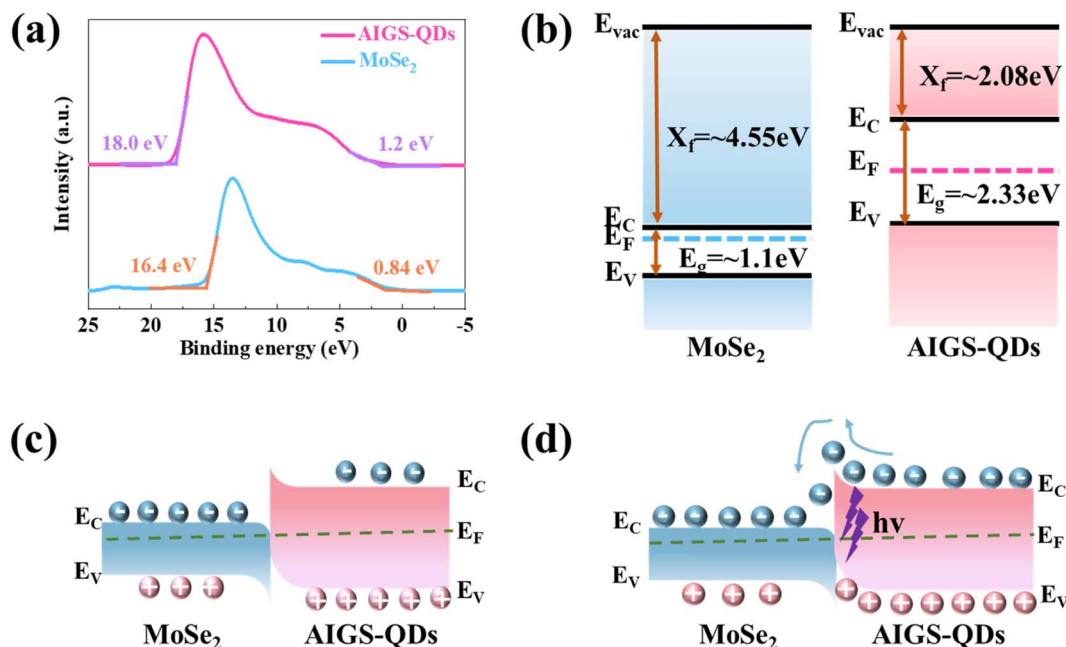 (a)
AIGS-QDs
MoSe₂
18.0 eV
1.2 eV
16.4 eV
0.84 eV
Intensity (a.u.)
25 20 15 10 5 0 -5
Binding energy (eV)
(b)
Evac
Xf=~4.55eV
EC
EF
Eg=~1.1eV
EV
MoSe₂
Evac
Xf=~2.08eV
EC
EF
Eg=~2.33eV
EV
AIGS-QDs
(c)
EC
EV
EC
EF
EV
MoSe₂
AIGS-QDs
(d)
EC
EV
hv
EC
EF
EV
MoSe₂
AIGS-QDs